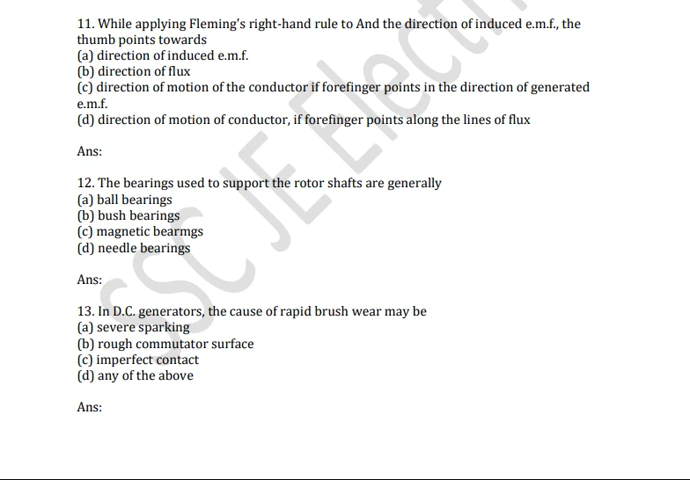 11. While applying Fleming's right-hand rule to And the direction of induced e.m.f., the
thumb points towards
(a) direction of induced e.m.f.
(b) direction of flux
(c) direction of motion of the conductor if forefinger points in the direction of generated
e.m.f.
(d) direction of motion of conductor, if forefinger points along the lines of flux
Ans:
12. The bearings used to support the rotor shafts are generally
(a) ball bearings
(b) bush bearings
(c) magnetic bearmgs
(d) needle bearings
Ans:
13. In D.C. generators, the cause of rapid brush wear may be
(a) severe sparking
(b) rough commutator surface
(c) imperfect contact
(d) any of the above
Ans:
SSC JE